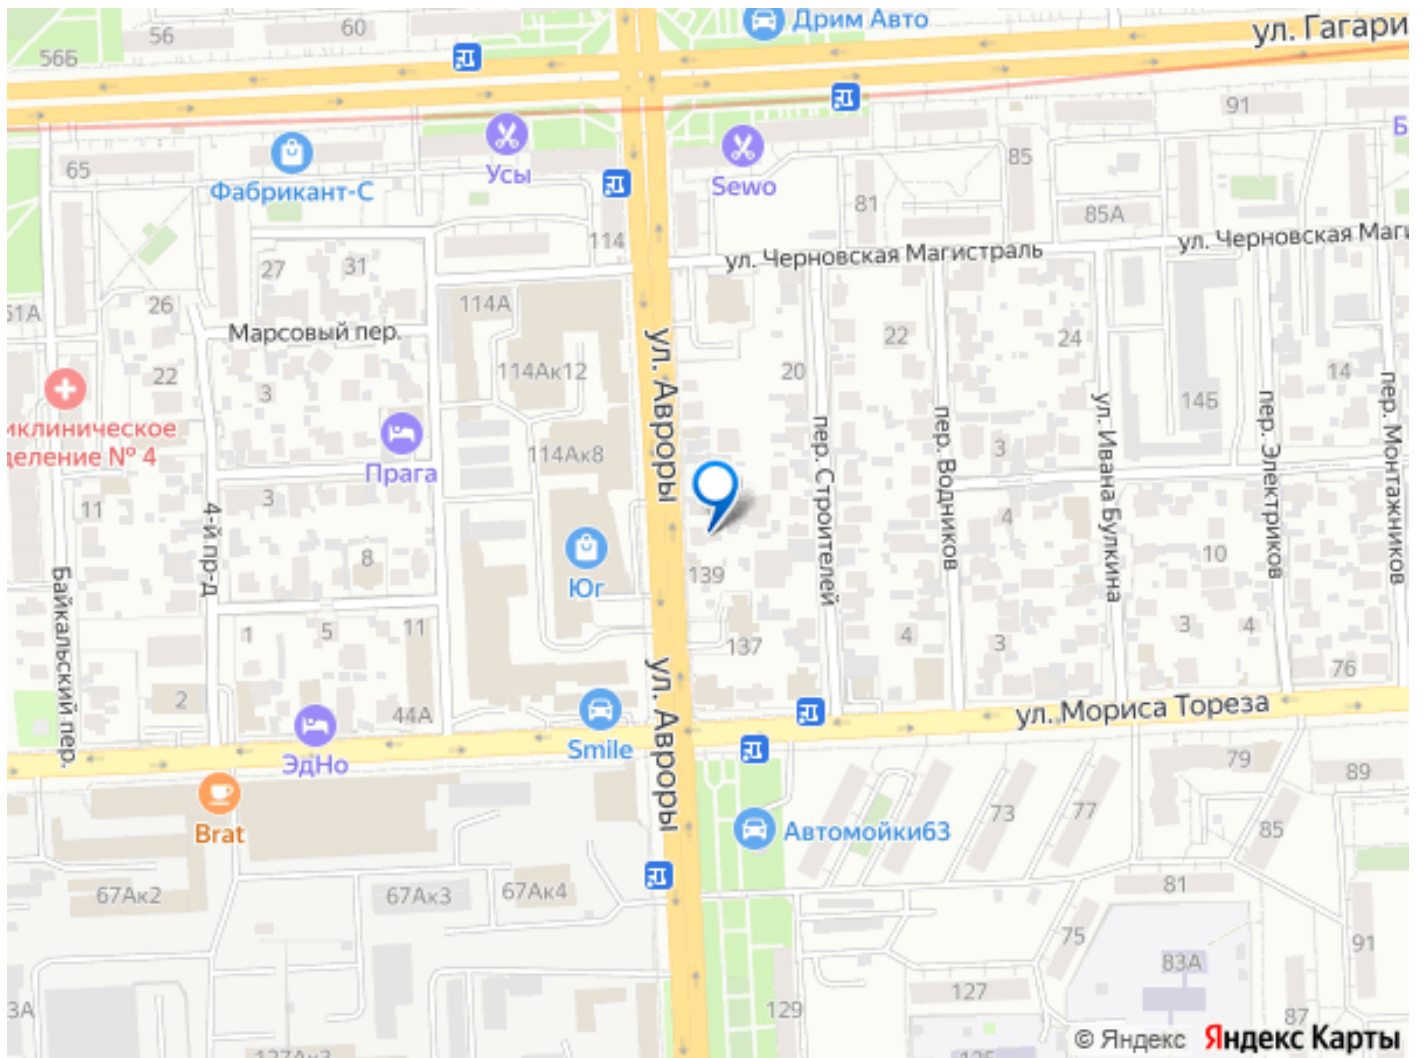 Дрим Авто
ул. Гагари
56
60
56Б
91
Б
65
Фабрикант-С
Усы
Sewo
85
81
85А
114
ул. Черновская Магистраль
ул. Черновская Маги
27
31
51А
26
114А
Марсовый пер.
22
24
22
3
114Ак12
20
14
14Б
иклиническое
деление № 4
Прага
114Ак8
ул. Авроры
пер. Строителей
пер. Водников
ул. Ивана Булкина
пер. Электриков
пер. Монтажников
3
11
3
4-й пр-д
4
8
10
Юг
139
Байкальский пер.
1
5
11
137
4
3
3
4
76
2
44А
ул. Авроры
ул. Мориса Тореза
ЭдНо
Smile
79
89
Brat
Автомойки63
73
77
85
67Ак2
67Ак3
67Ак4
81
75
91
83А
127
3А
129
87
127Ак3
125
© Яндекс Яндекс Карты